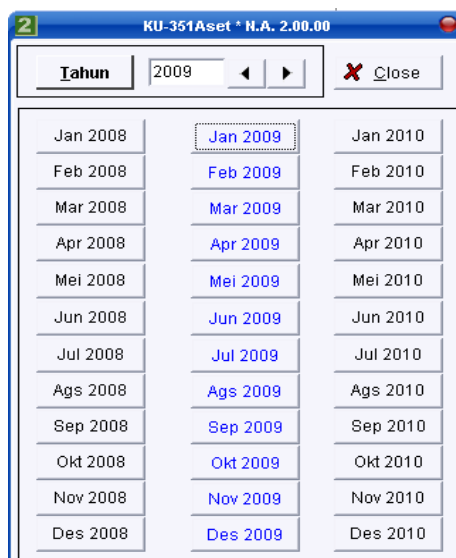 2 KU-351Aset * N.A. 2.00.00
Tahun 2009 Close
Jan 2008 Jan 2009 Jan 2010
Feb 2008 Feb 2009 Feb 2010
Mar 2008 Mar 2009 Mar 2010
Apr 2008 Apr 2009 Apr 2010
Mei 2008 Mei 2009 Mei 2010
Jun 2008 Jun 2009 Jun 2010
Jul 2008 Jul 2009 Jul 2010
Ags 2008 Ags 2009 Ags 2010
Sep 2008 Sep 2009 Sep 2010
Okt 2008 Okt 2009 Okt 2010
Nov 2008 Nov 2009 Nov 2010
Des 2008 Des 2009 Des 2010